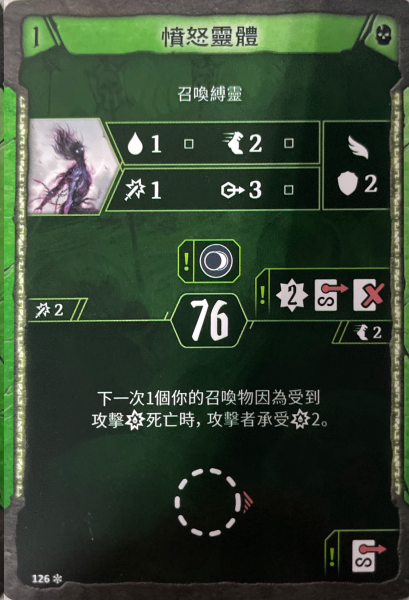 1 憤怒靈體
召喚縛靈
1 2
1 3 2
! 
! 2 S
2 76
2
下一次1個你的召喚物因為受到
攻擊死亡時，攻擊者承受2。
! S
126